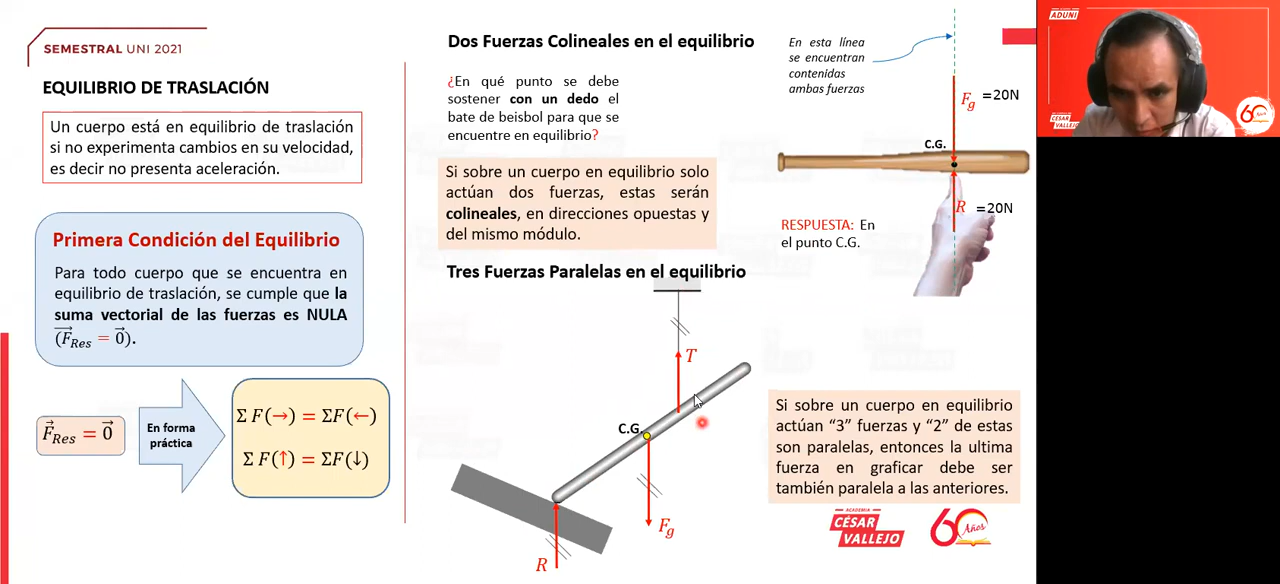 SEMESTRAL UNI 2021
EQUILIBRIO DE TRASLACIÓN
Un cuerpo está en equilibrio de traslación
si no experimenta cambios en su velocidad,
es decir no presenta aceleración.
Primera Condición del Equilibrio
Para todo cuerpo que se encuentra en
equilibrio de traslación, se cumple que la
suma vectorial de las fuerzas es NULA
(F⃗Res = 0⃗).
F⃗Res = 0⃗
En forma
práctica
Σ F(→) = ΣF(←)
Σ F(↑) = ΣF(↓)
Dos Fuerzas Colineales en el equilibrio
¿En qué punto se debe
sostener con un dedo el
bate de beisbol para que se
encuentre en equilibrio?
Si sobre un cuerpo en equilibrio solo
actúan dos fuerzas, estas serán
colineales, en direcciones opuestas y
del mismo módulo.
En esta línea
se encuentran
contenidas
ambas fuerzas
Fg =20N
C.G.
R =20N
RESPUESTA: En
el punto C.G.
Tres Fuerzas Paralelas en el equilibrio
T
C.G.
Fg
R
Si sobre un cuerpo en equilibrio
actúan “3” fuerzas y “2” de estas
son paralelas, entonces la ultima
fuerza en graficar debe ser
también paralela a las anteriores.
ACADEMIA
CÉSAR
VALLEJO
60
Años
ADUNI
CÉSAR
VALLEJO
60
Años